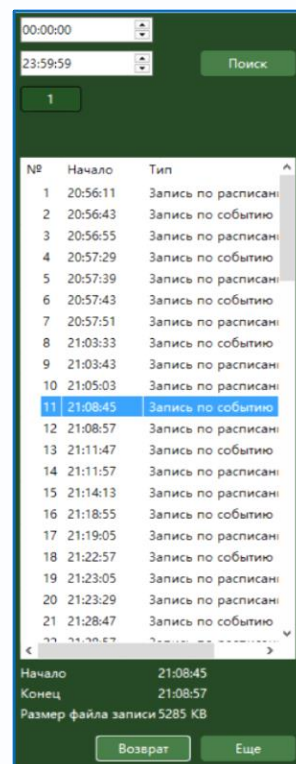 00:00:00
23:59:59 Поиск
1
№ Начало Тип
1 20:56:11 Запись по расписани
2 20:56:43 Запись по событию
3 20:56:55 Запись по расписани
4 20:57:29 Запись по событию
5 20:57:39 Запись по расписани
6 20:57:43 Запись по событию
7 20:57:51 Запись по расписани
8 21:03:33 Запись по событию
9 21:03:43 Запись по расписани
10 21:05:03 Запись по расписани
11 21:08:45 Запись по событию
12 21:08:57 Запись по расписани
13 21:11:47 Запись по событию
14 21:11:57 Запись по расписани
15 21:14:13 Запись по расписани
16 21:18:55 Запись по событию
17 21:19:05 Запись по расписани
18 21:22:57 Запись по событию
19 21:23:05 Запись по расписани
20 21:23:29 Запись по расписани
21 21:28:47 Запись по событию
Начало 21:08:45
Конец 21:08:57
Размер файла записи 5285 KB
Возврат Еще